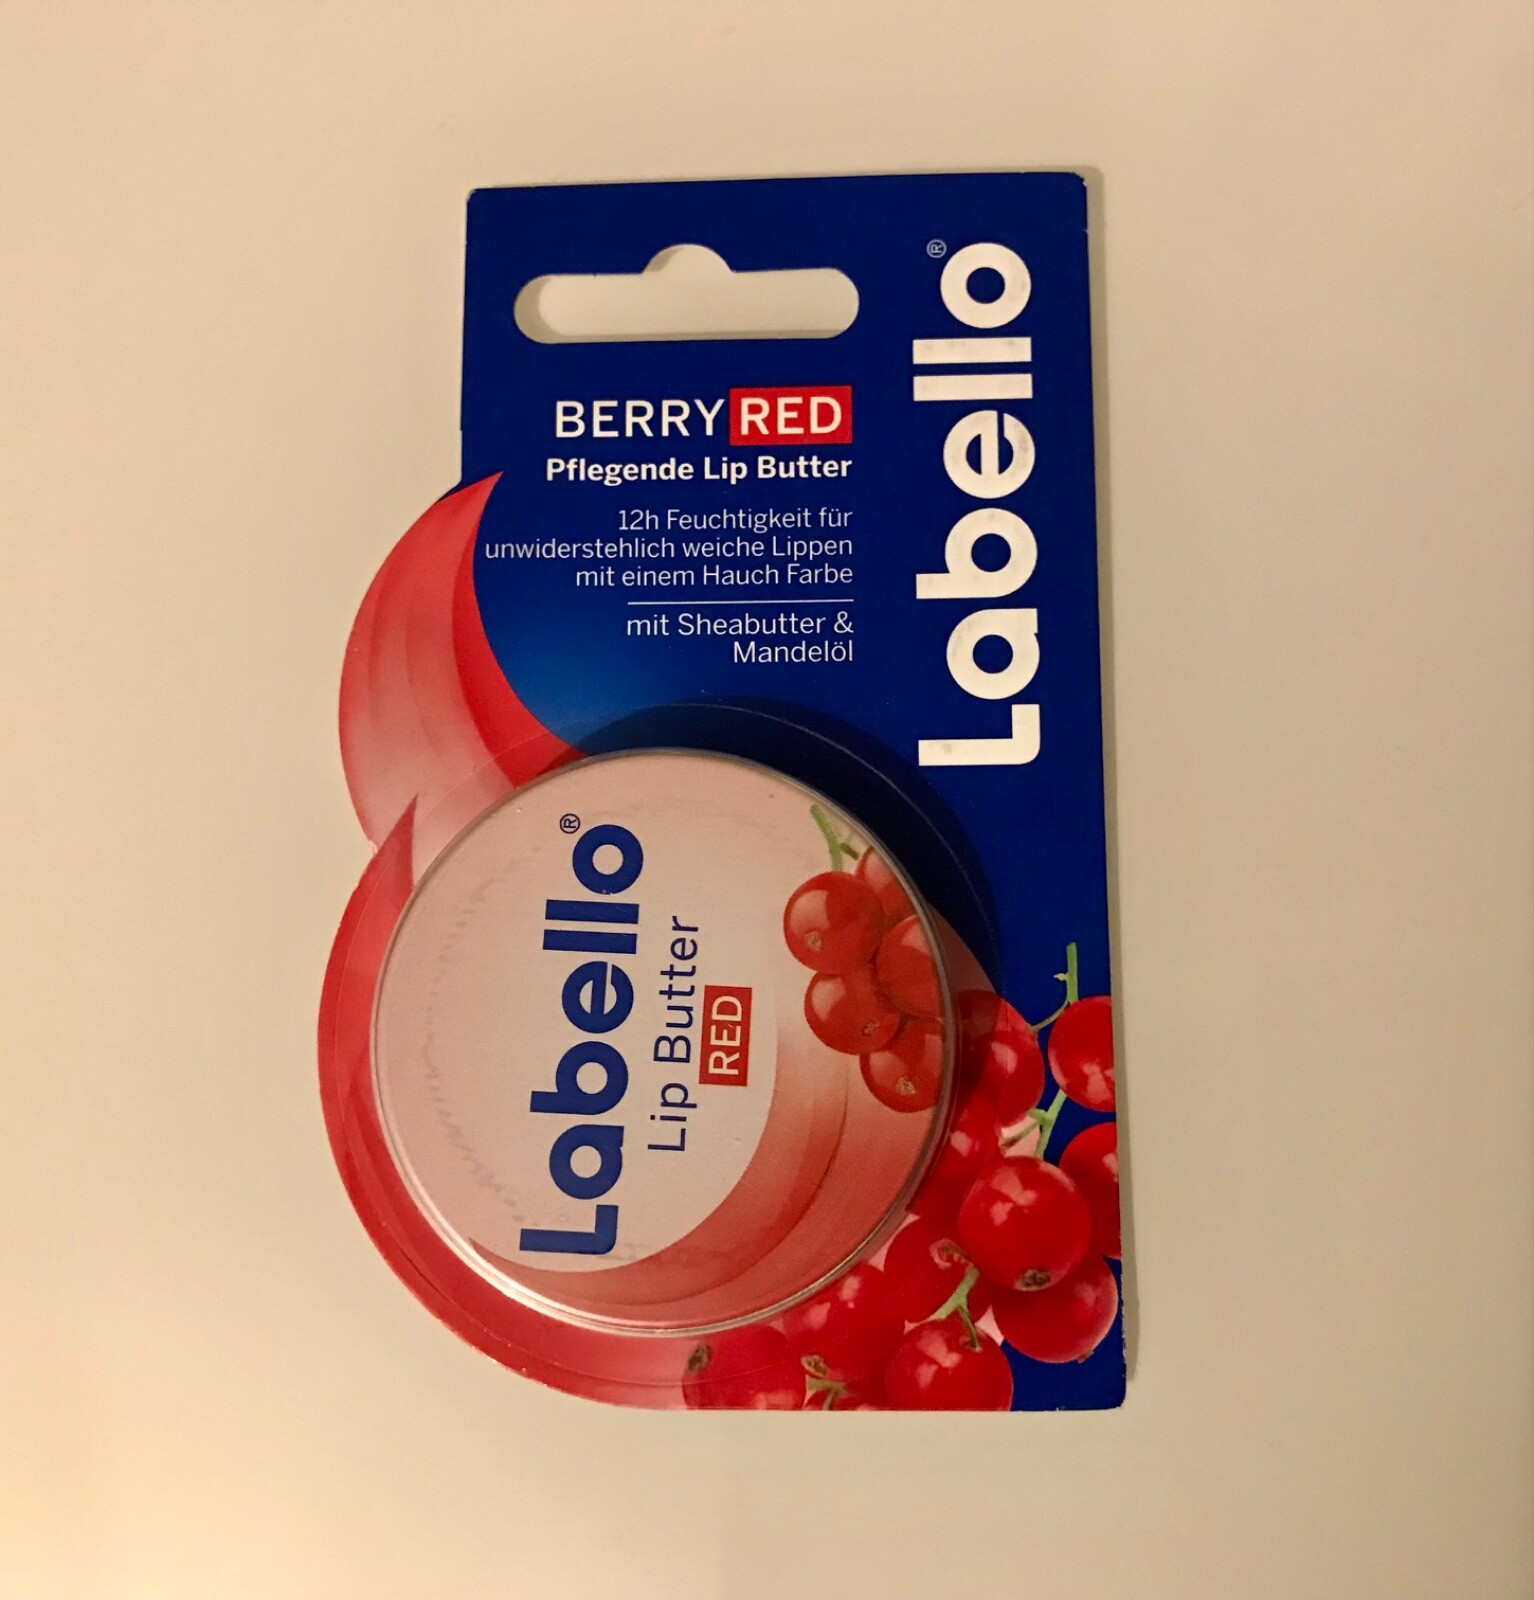 BERRY RED
Pflegende Lip Butter
12h Feuchtigkeit für
unwiderstehlich weiche Lippen
mit einem Hauch Farbe
mit Sheabutter &
Mandelöl
Labello®
Labello®
Lip Butter
RED